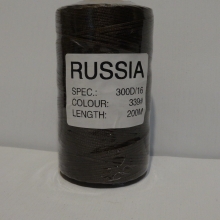 RUSSIA
SPEC.: 300D/16
COLOUR: 339#
LENGTH: 200M